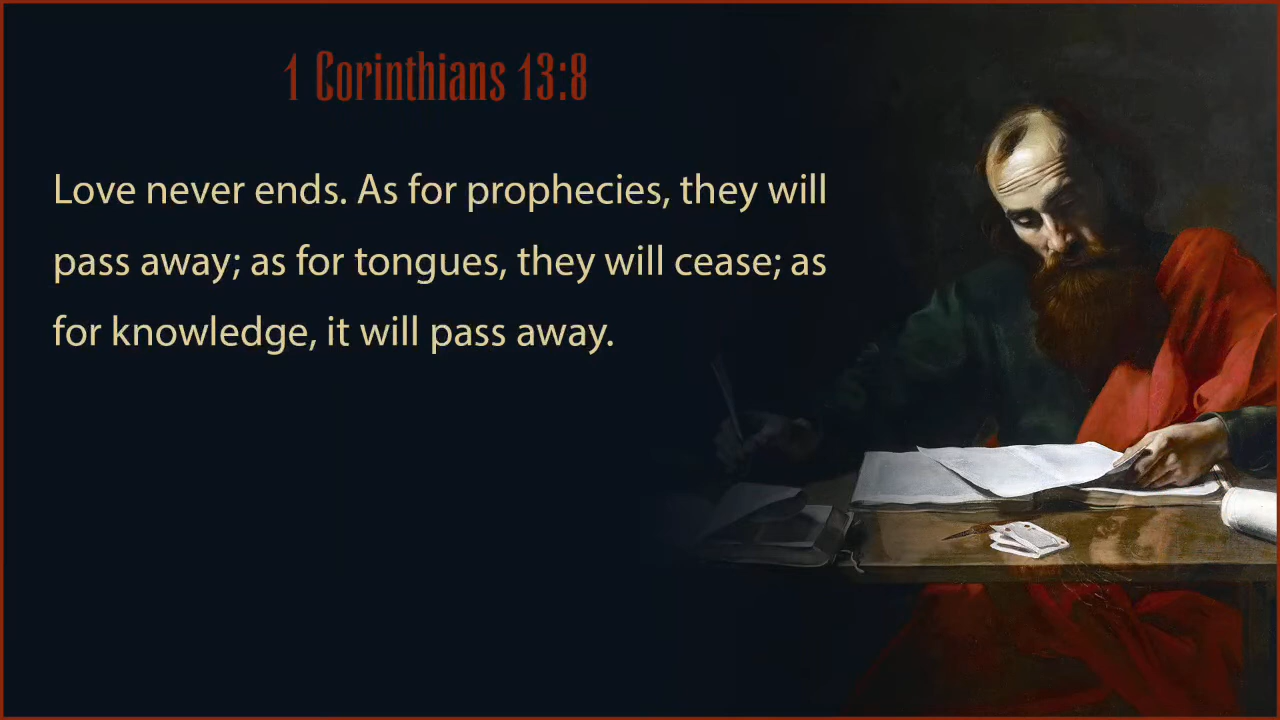 1 Corinthians 13:8
Love never ends. As for prophecies, they will
pass away; as for tongues, they will cease; as
for knowledge, it will pass away.